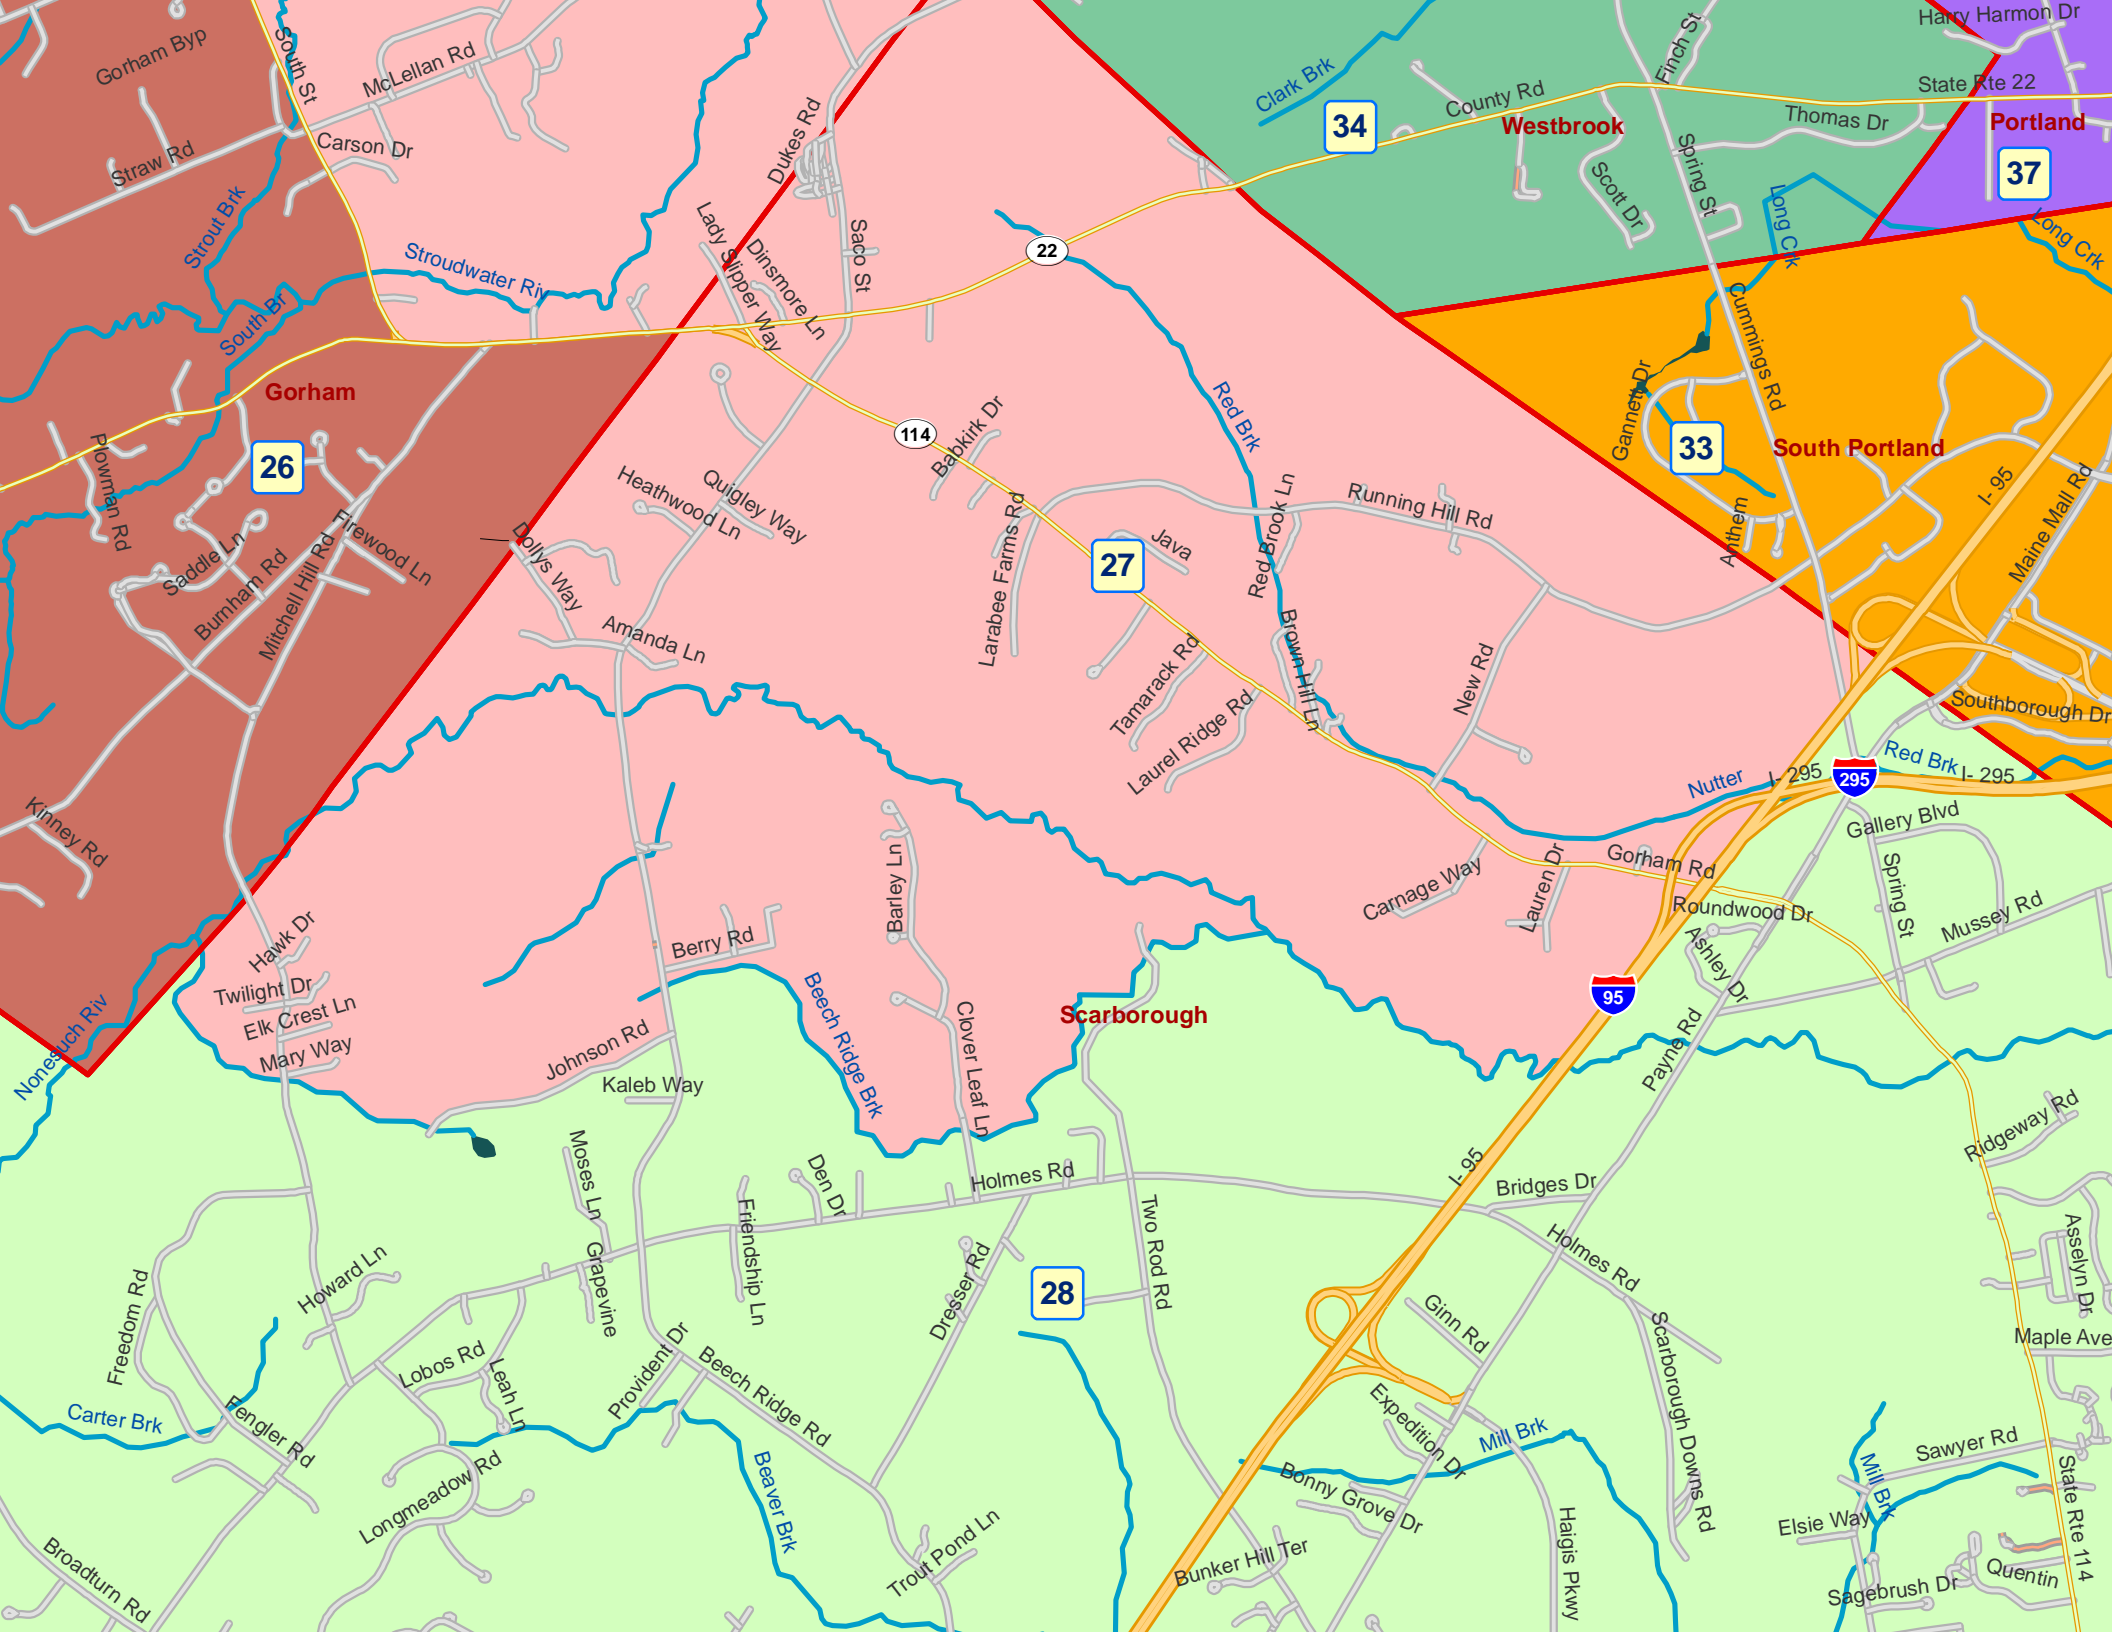 Gorham Byp
South St
McLellan Rd
Straw Rd
Carson Dr
Strout Brk
Stroudwater Riv
South Br
Gorham
26
Plowman Rd
Saddle Ln
Burnham Rd
Mitchell Hill Rd
Firewood Ln
Kinney Rd
Dukes Rd
Saco St
Lady Slipper Way
Dinsmore Ln
22
114
Clark Brk
34
County Rd
Westbrook
Finch St
Spring St
Scott Dr
Thomas Dr
State Rte 22
Harry Harmon Dr
Portland
37
Long Crk
Long Crk
Cummings Rd
Gannett Dr
33
South Portland
Anthem
I- 95
Maine Mall Rd
Southborough Dr
Red Brk
Babkirk Dr
Heathwood Ln
Quigley Way
Dollys Way
Amanda Ln
Larabee Farms Rd
Java
27
Red Brook Ln
Running Hill Rd
Brown Hill Ln
Tamarack Rd
Laurel Ridge Rd
New Rd
Nutter
I- 295
295
Red Brk
I- 295
Gallery Blvd
Gorham Rd
Carnage Way
Lauren Dr
Roundwood Dr
Ashley Dr
Spring St
Mussey Rd
95
Payne Rd
Barley Ln
Berry Rd
Beech Ridge Brk
Clover Leaf Ln
Scarborough
Hawk Dr
Twilight Dr
Elk Crest Ln
Mary Way
Nonesuch Riv
Johnson Rd
Kaleb Way
Moses Ln
Grapevine
Den Dr
Friendship Ln
Holmes Rd
Dresser Rd
28
Two Rod Rd
I- 95
Bridges Dr
Holmes Rd
Ridgeway Rd
Asselyn Dr
Maple Ave
Scarborough Downs Rd
Ginn Rd
Expedition Dr
Mill Brk
Bonny Grove Dr
Bunker Hill Ter
Haigis Pkwy
Sawyer Rd
Mill Brk
State Rte 114
Elsie Way
Quentin
Sagebrush Dr
Howard Ln
Freedom Rd
Carter Brk
Fengler Rd
Lobos Rd
Leah Ln
Provident Dr
Beech Ridge Rd
Longmeadow Rd
Beaver Brk
Trout Pond Ln
Broadturn Rd